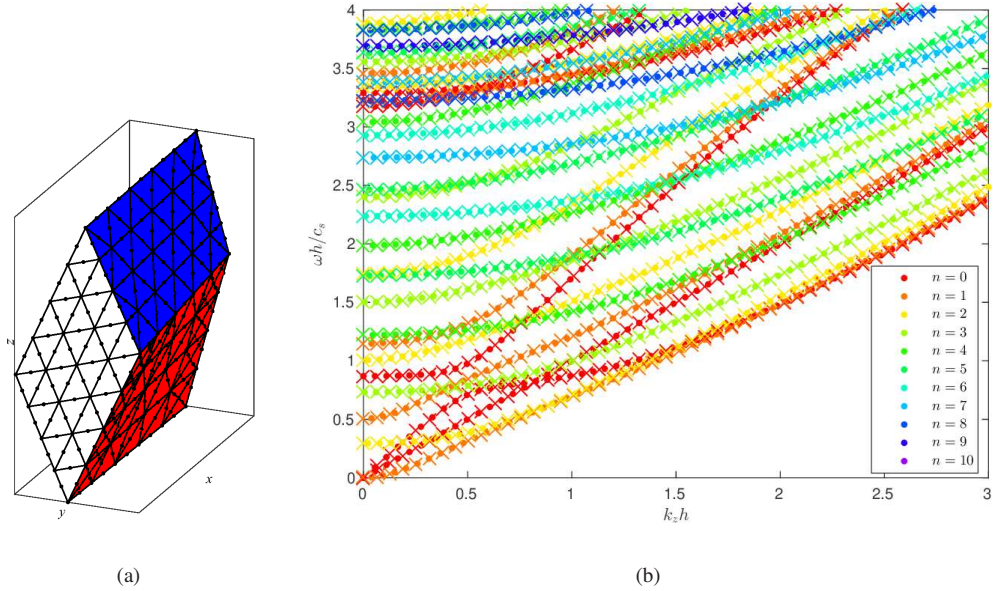 z
y
x
(a)
4
3.5
3
2.5
2
1.5
1
0.5
0
ωh/c_s
0 0.5 1 1.5 2 2.5 3
k_z h
n = 0
n = 1
n = 2
n = 3
n = 4
n = 5
n = 6
n = 7
n = 8
n = 9
n = 10
(b)